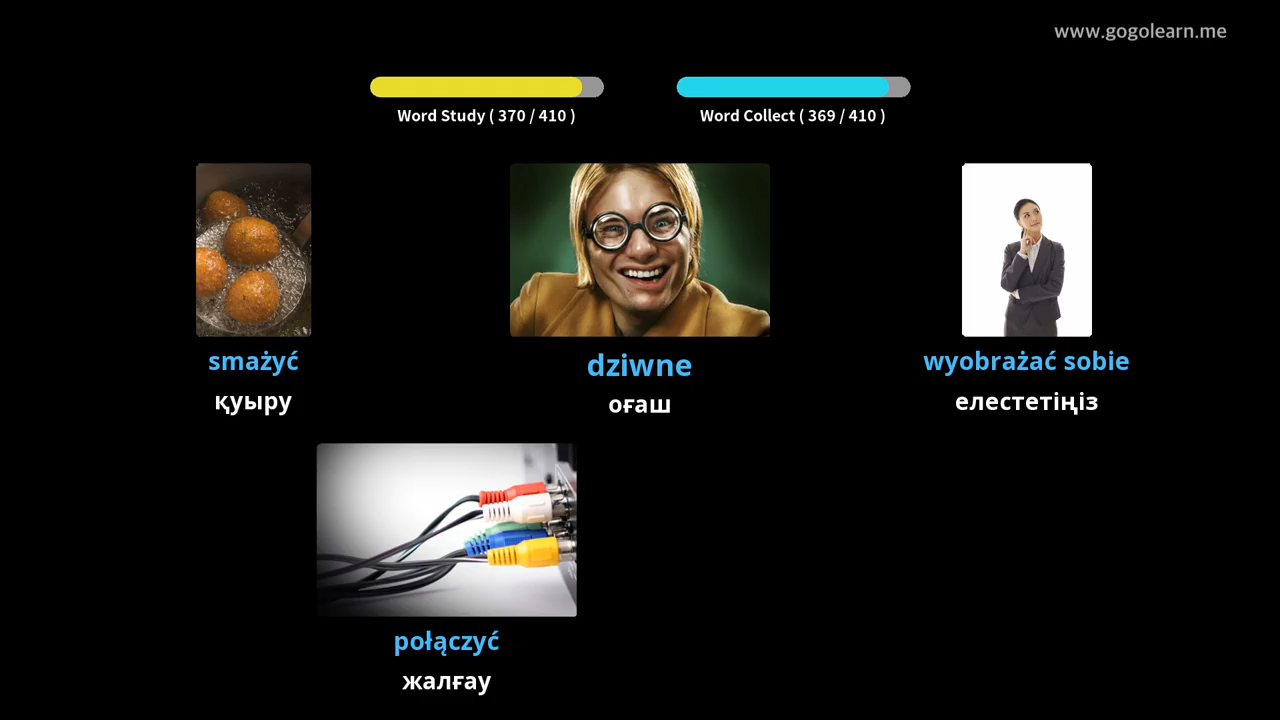 www.gogolearn.me
Word Study ( 370 / 410 )
Word Collect ( 369 / 410 )
smażyć
dziwne
wyobrażać sobie
қуыру
оғаш
елестетіңіз
połączyć
жалғау